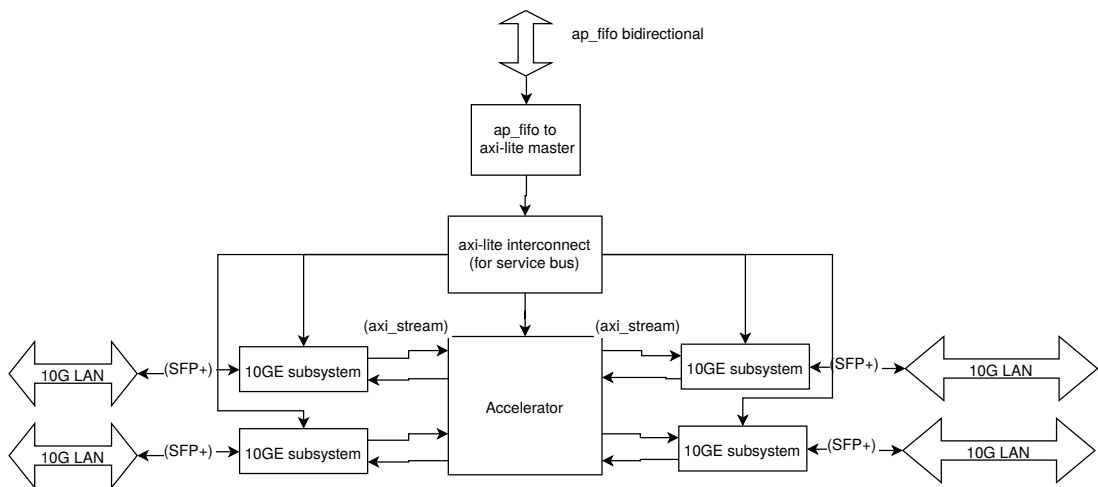 ap_fifo bidirectional
ap_fifo to
axi-lite master
axi-lite interconnect
(for service bus)
(axi_stream)
(axi_stream)
10G LAN
(SFP+)
10GE subsystem
Accelerator
10GE subsystem
(SFP+)
10G LAN
10G LAN
(SFP+)
10GE subsystem
10GE subsystem
(SFP+)
10G LAN